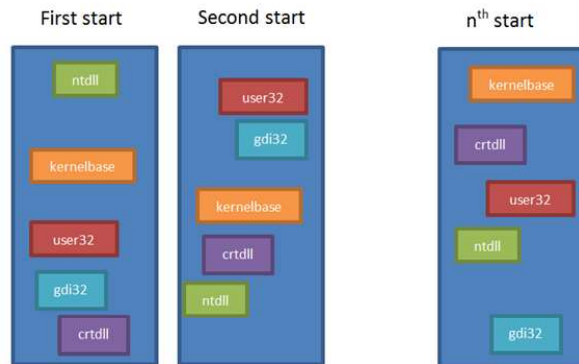 First start
ntdll
kernelbase
user32
gdi32
crtdll
Second start
user32
gdi32
kernelbase
crtdll
ntdll
nth start
kernelbase
crtdll
user32
ntdll
gdi32